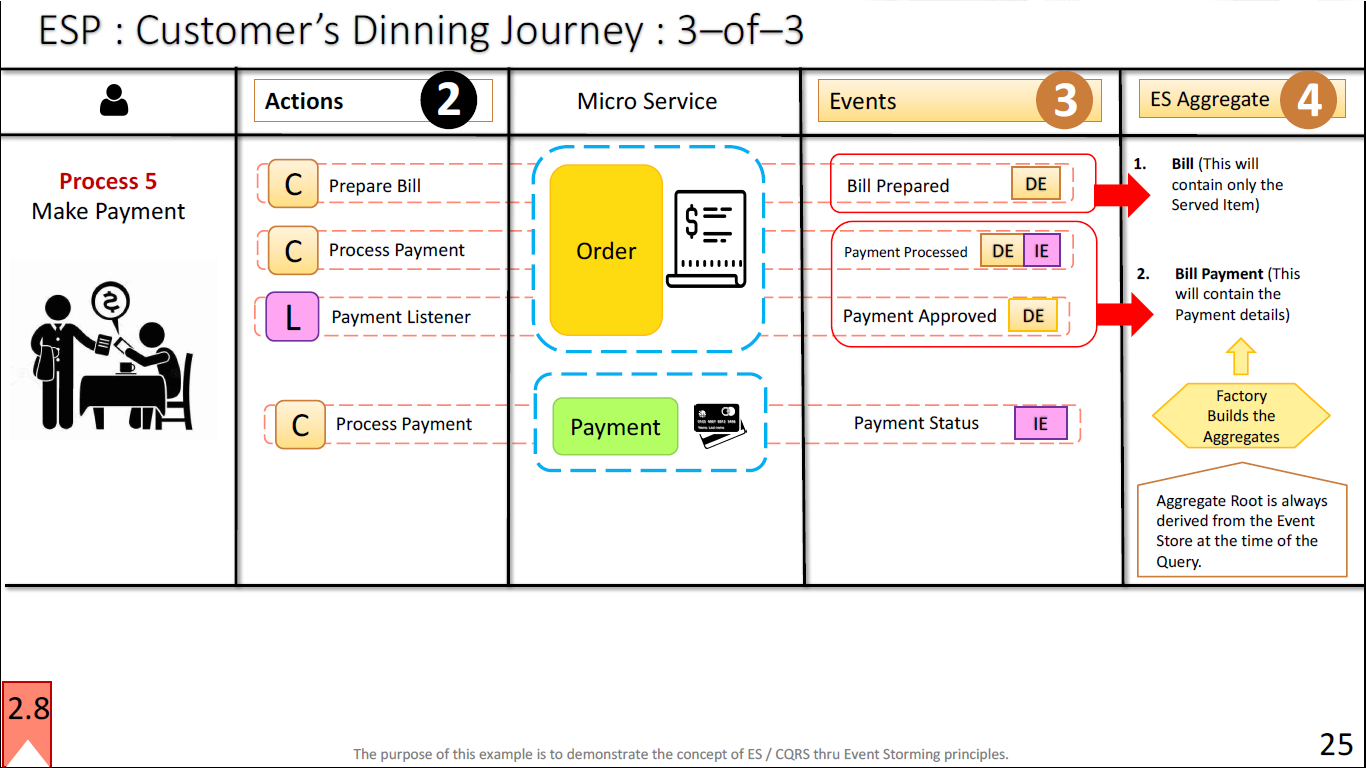 ESP : Customer's Dinning Journey : 3–of–3
Actions
2
Micro Service
Events
3
ES Aggregate
4
Process 5
Make Payment
C
Prepare Bill
C
Process Payment
L
Payment Listener
C
Process Payment
Order
$
Payment
Bill Prepared
DE
Payment Processed
DE
IE
Payment Approved
DE
Payment Status
IE
1. Bill (This will
contain only the
Served Item)
2. Bill Payment (This
will contain the
Payment details)
Factory
Builds the
Aggregates
Aggregate Root is always
derived from the Event
Store at the time of the
Query.
2.8
The purpose of this example is to demonstrate the concept of ES / CQRS thru Event Storming principles.
25